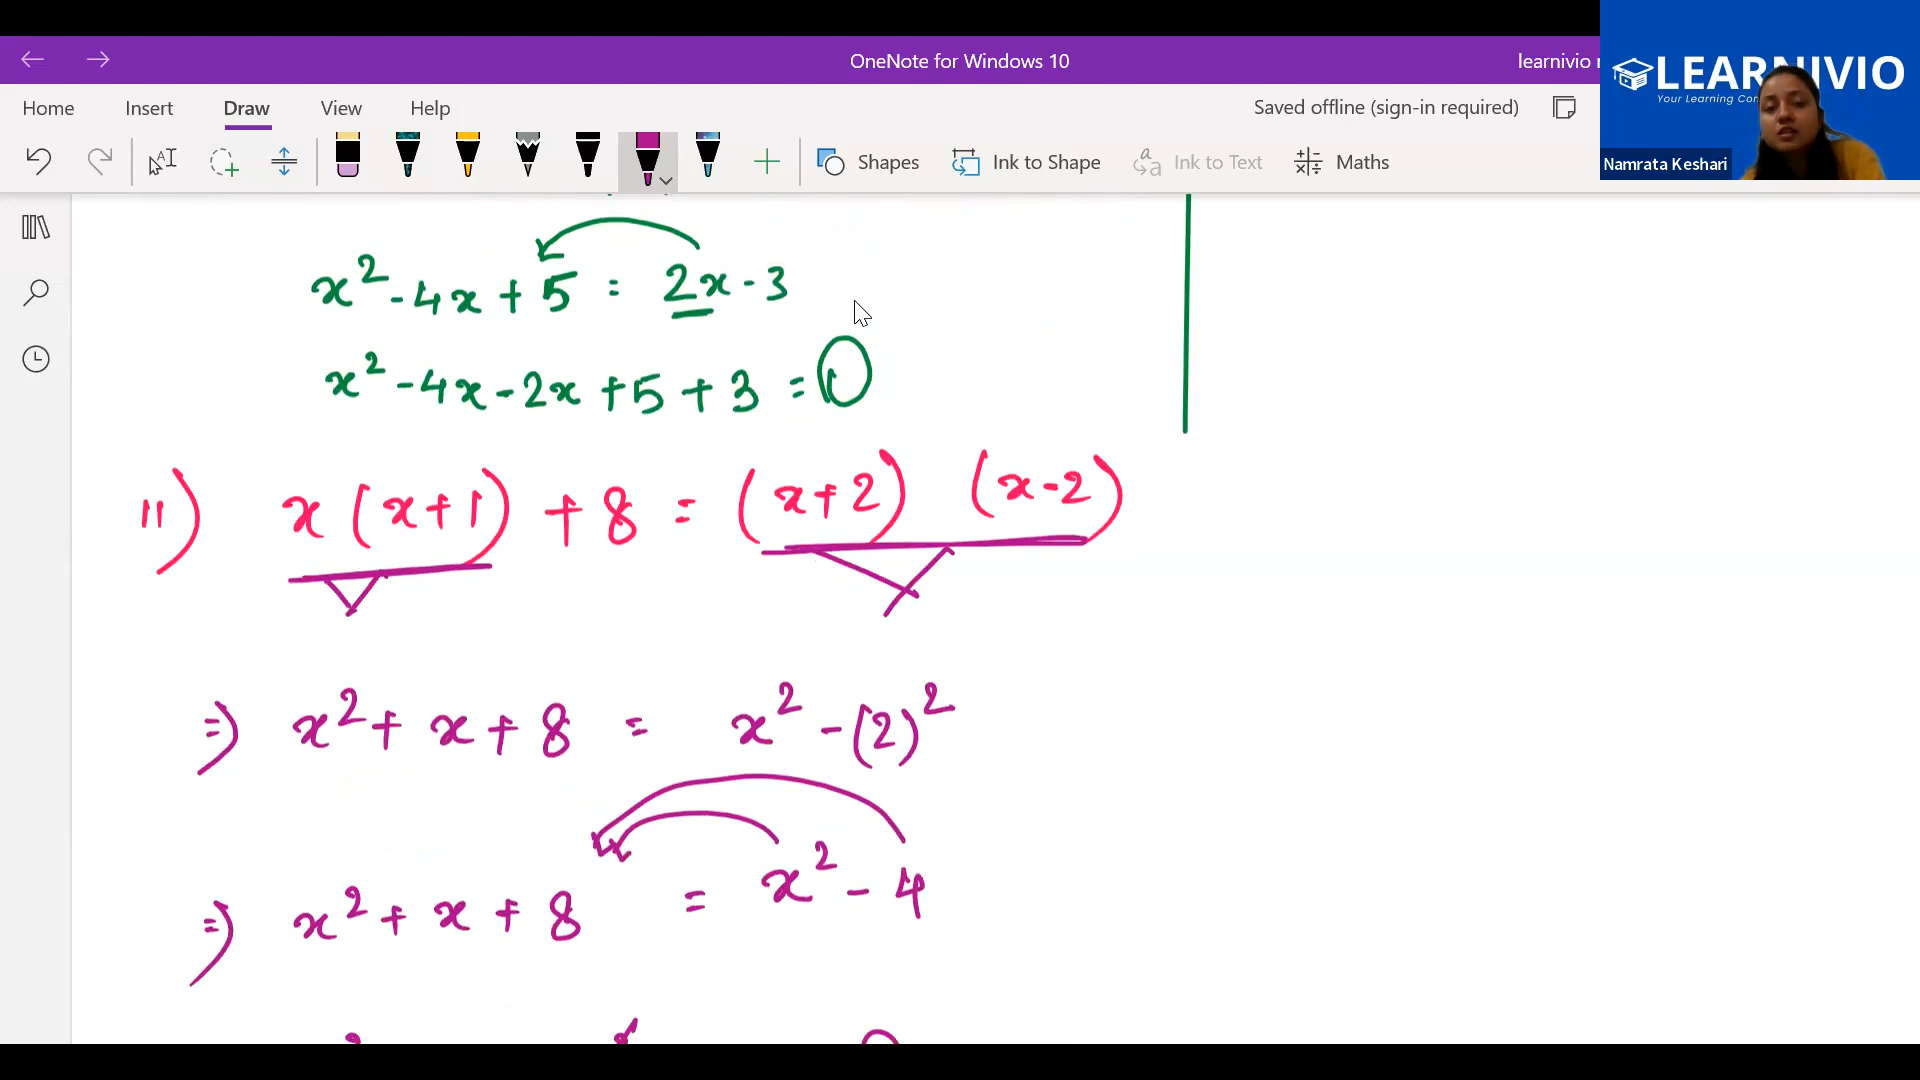 OneNote for Windows 10
learnivio
LEARNIVIO
Your Learning Con
Namrata Keshari
Home Insert Draw View Help
Saved offline (sign-in required)
Shapes Ink to Shape Ink to Text Maths
x² - 4x + 5 = 2x - 3
x² - 4x - 2x + 5 + 3 = 0
11) x (x+1) + 8 = (x+2) (x-2)
=) x² + x + 8 = x² - (2)²
=) x² + x + 8 = x² - 4